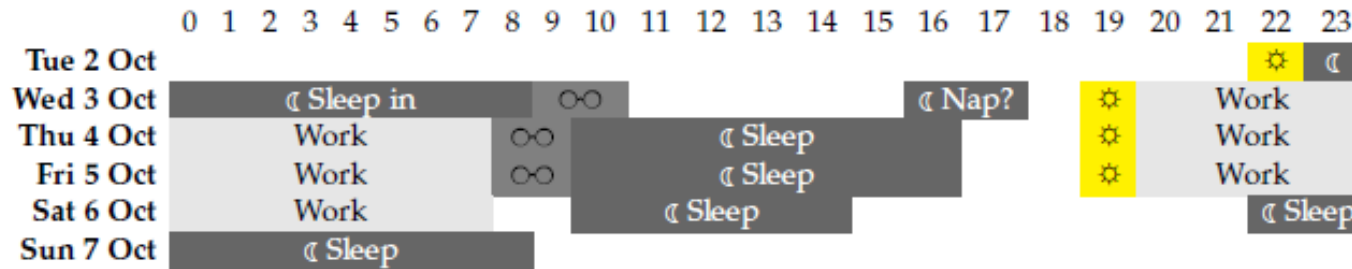 0 1 2 3 4 5 6 7 8 9 10 11 12 13 14 15 16 17 18 19 20 21 22 23
Tue 2 Oct ☼ ☾
Wed 3 Oct ☾ Sleep in ☾ Nap? ☼ Work
Thu 4 Oct Work ☾ Sleep ☼ Work
Fri 5 Oct Work ☾ Sleep ☼ Work
Sat 6 Oct Work ☾ Sleep ☾ Sleep
Sun 7 Oct ☾ Sleep